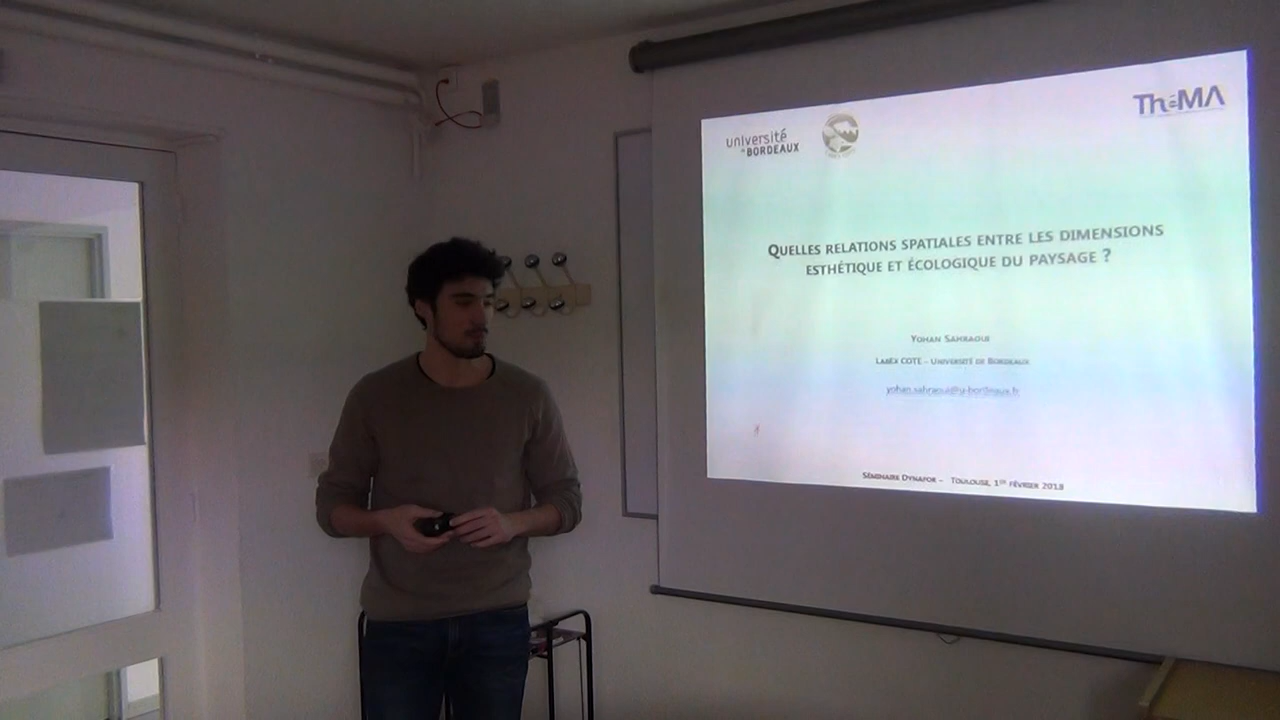 université
de BORDEAUX
ThéMA
QUELLES RELATIONS SPATIALES ENTRE LES DIMENSIONS
ESTHÉTIQUE ET ÉCOLOGIQUE DU PAYSAGE ?
YOHAN SAHRAOUI
LABEX COTE – UNIVERSITÉ DE BORDEAUX
yohan.sahraoui@u-bordeaux.fr
SÉMINAIRE DYNAFOR – TOULOUSE, 1ER FÉVRIER 2018